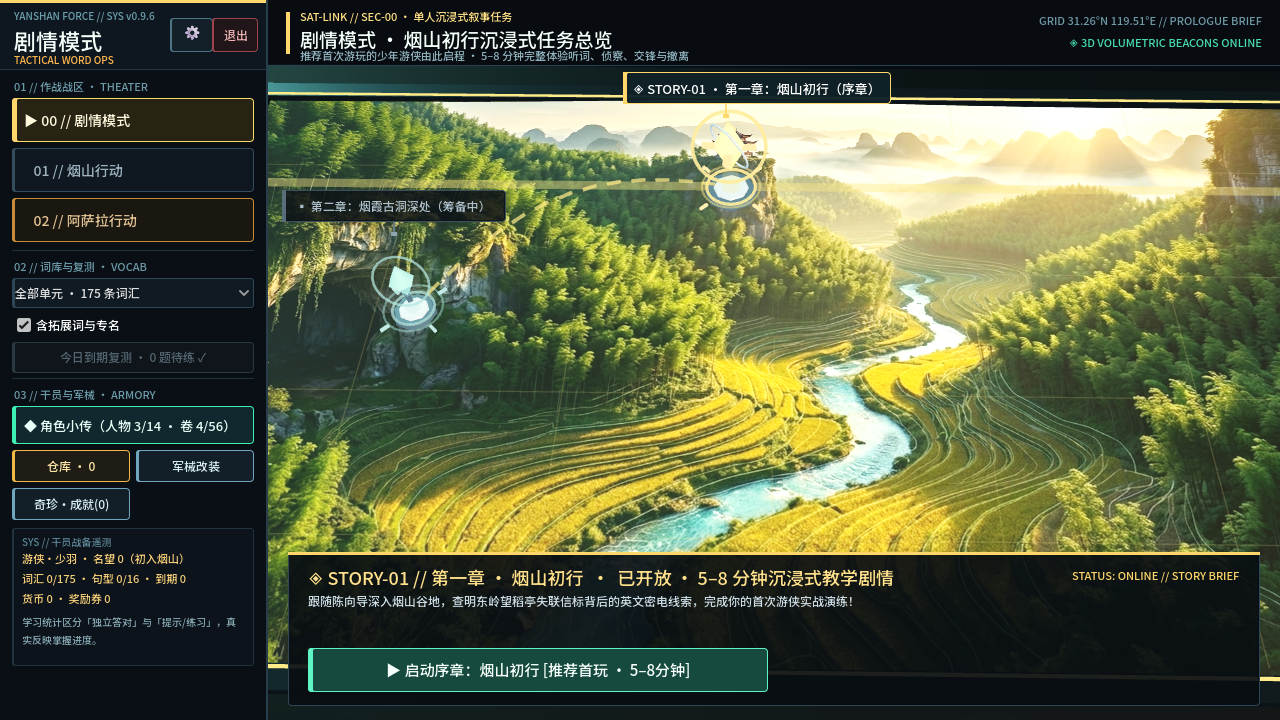 YANSHAN FORCE // SYS v0.9.6
剧情模式
TACTICAL WORD OPS
退出
01 // 作战战区 · THEATER
▶ 00 // 剧情模式
01 // 烟山行动
02 // 阿萨拉行动
02 // 词库与复测 · VOCAB
全部单元 · 175 条词汇
含拓展词与专名
今日到期复测 · 0 题待练 ✓
03 // 干员与军械 · ARMORY
◆ 角色小传（人物 3/14 · 卷 4/56）
仓库 · 0
军械改装
奇珍·成就(0)
SYS // 干员战备遥测
游侠·少羽 · 名望 0（初入烟山）
词汇 0/175 · 句型 0/16 · 到期 0
货币 0 · 奖励券 0
学习统计区分「独立答对」与「提示/练习」，真
实反映掌握进度。
SAT-LINK // SEC-00 · 单人沉浸式叙事任务
剧情模式 · 烟山初行沉浸式任务总览
推荐首次游玩的少年游侠由此启程 · 5–8 分钟完整体验听词、侦察、交锋与撤离
GRID 31.26°N 119.51°E // PROLOGUE BRIEF
◈ 3D VOLUMETRIC BEACONS ONLINE
◈ STORY-01 · 第一章：烟山初行（序章）
▪ 第二章：烟霞古洞深处（筹备中）
◈ STORY-01 // 第一章 · 烟山初行 · 已开放 · 5–8 分钟沉浸式教学剧情
STATUS: ONLINE // STORY BRIEF
跟随陈向导深入烟山谷地，查明东岭望稻亭失联信标背后的英文密电线索，完成你的首次游侠实战演练！
▶ 启动序章：烟山初行 [推荐首玩 · 5–8分钟]